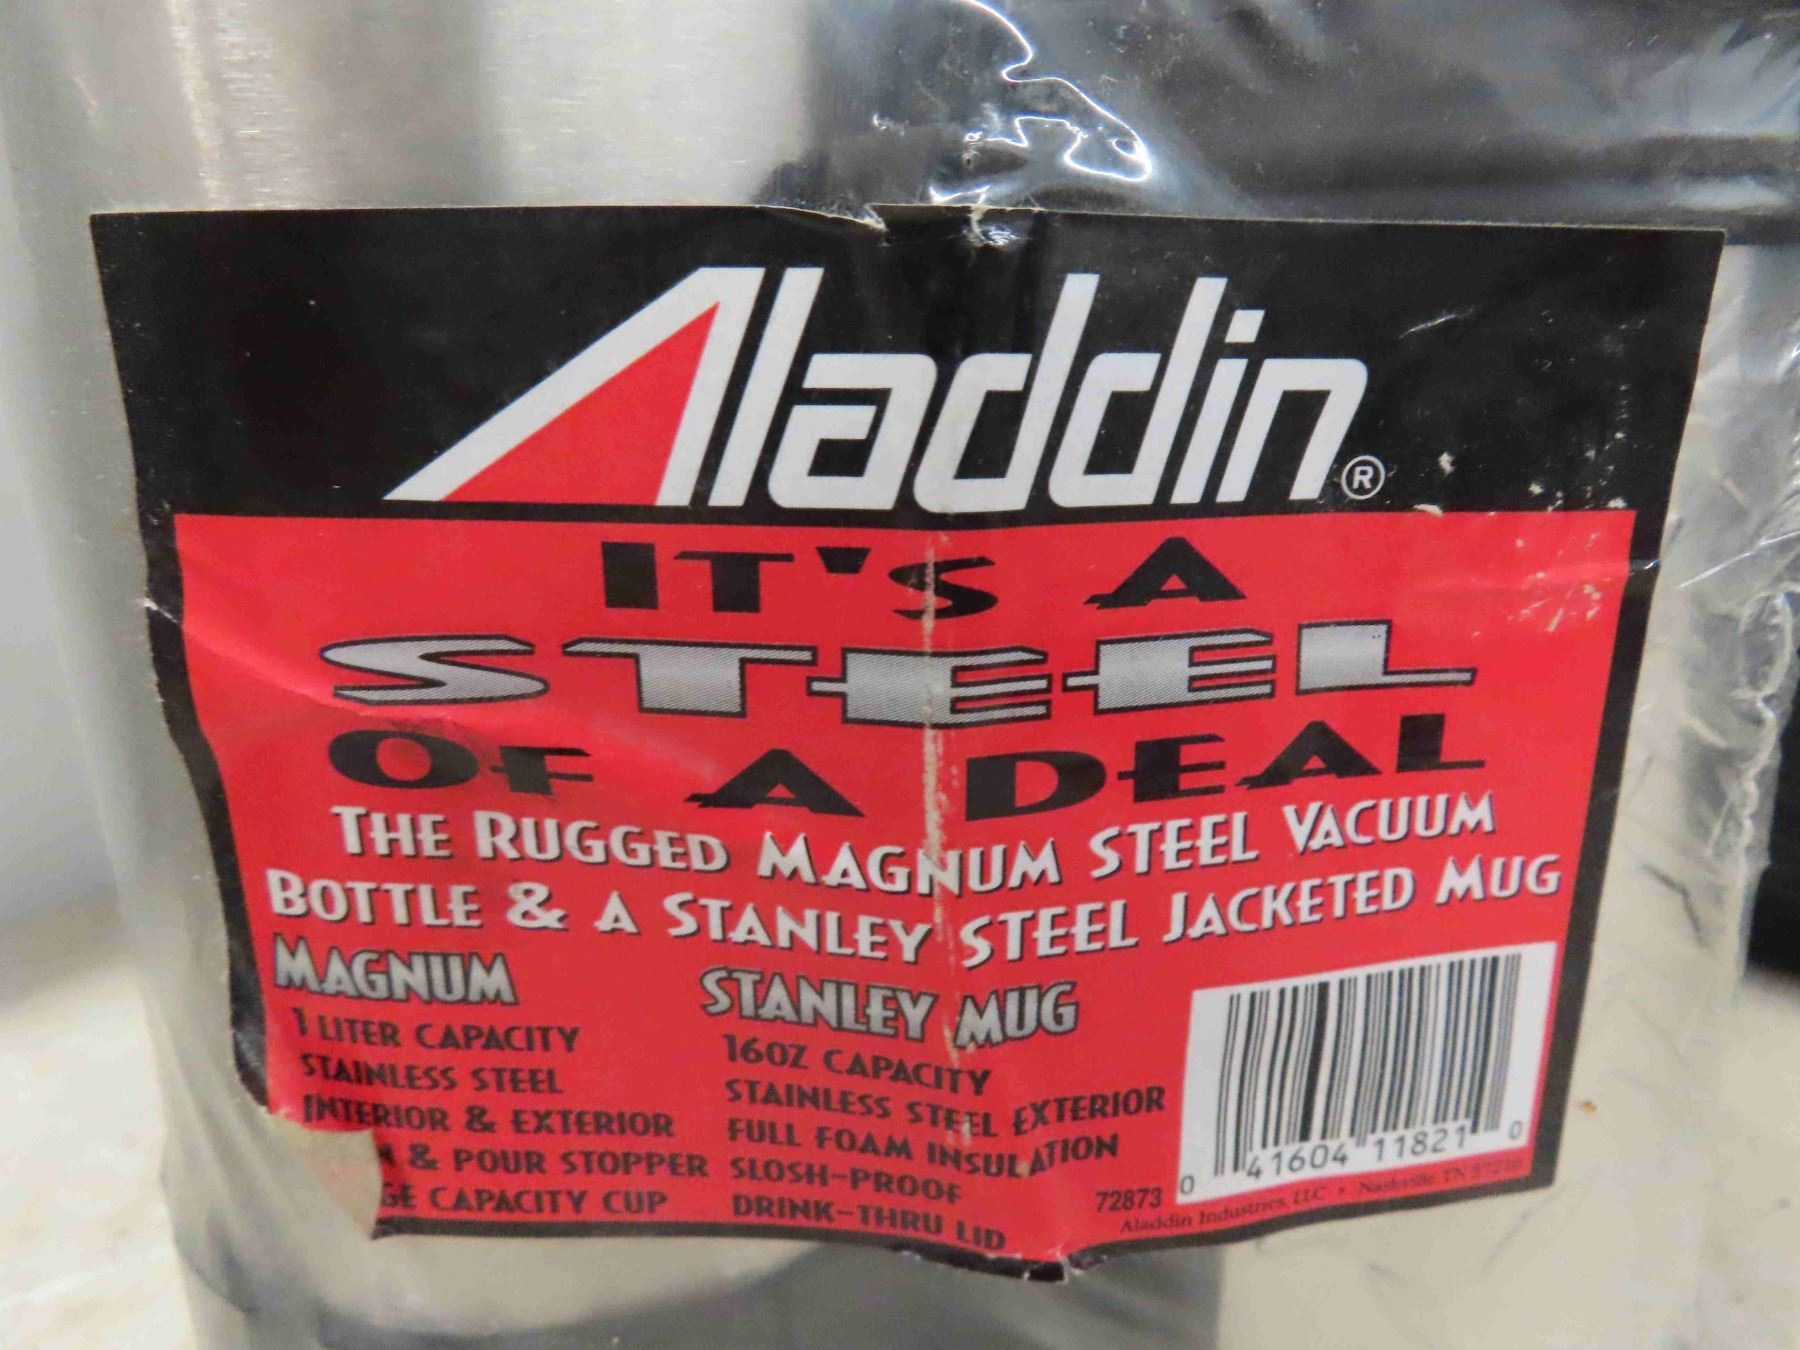 Aladdin®
IT'S A
STEEL
OF A DEAL
THE RUGGED MAGNUM STEEL VACUUM
BOTTLE & A STANLEY STEEL JACKETED MUG
MAGNUM
1 LITER CAPACITY
STAINLESS STEEL
INTERIOR & EXTERIOR
& POUR STOPPER
CAPACITY CUP
STANLEY MUG
16OZ CAPACITY
STAINLESS STEEL EXTERIOR
FULL FOAM INSULATION
SLOSH-PROOF
DRINK-THRU LID
0 41604 11821 0
72873
Aladdin Industries, LLC • Nashville, TN